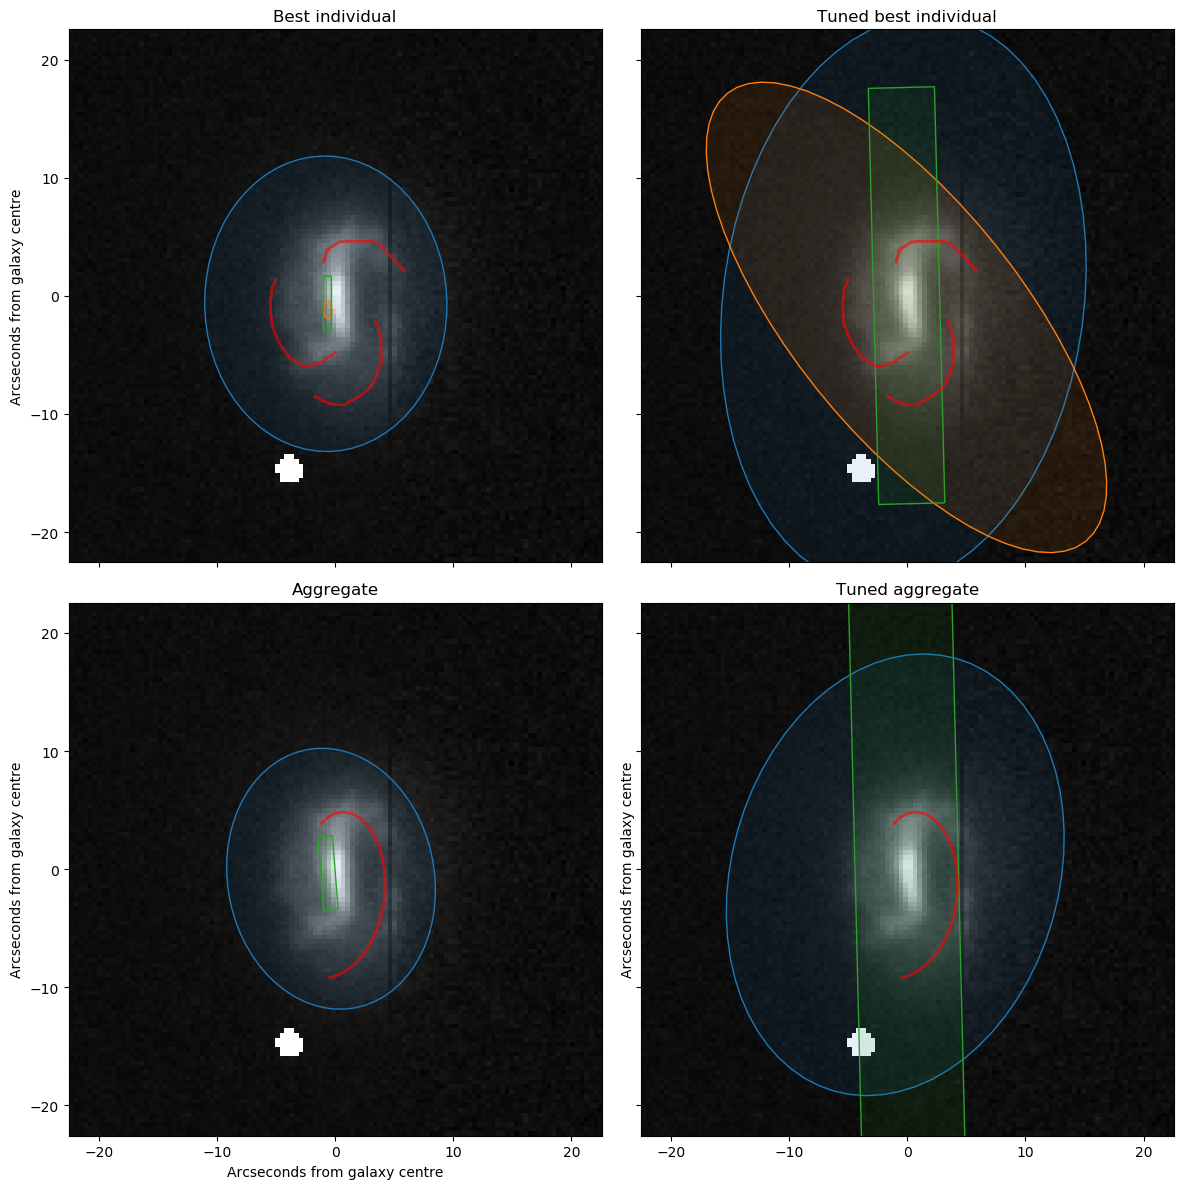 Best individual
Tuned best individual
20
10
0
−10
−20
Arcseconds from galaxy centre
Aggregate
Tuned aggregate
20
10
0
−10
−20
Arcseconds from galaxy centre
Arcseconds from galaxy centre
−20 −10 0 10 20
−20 −10 0 10 20
Arcseconds from galaxy centre